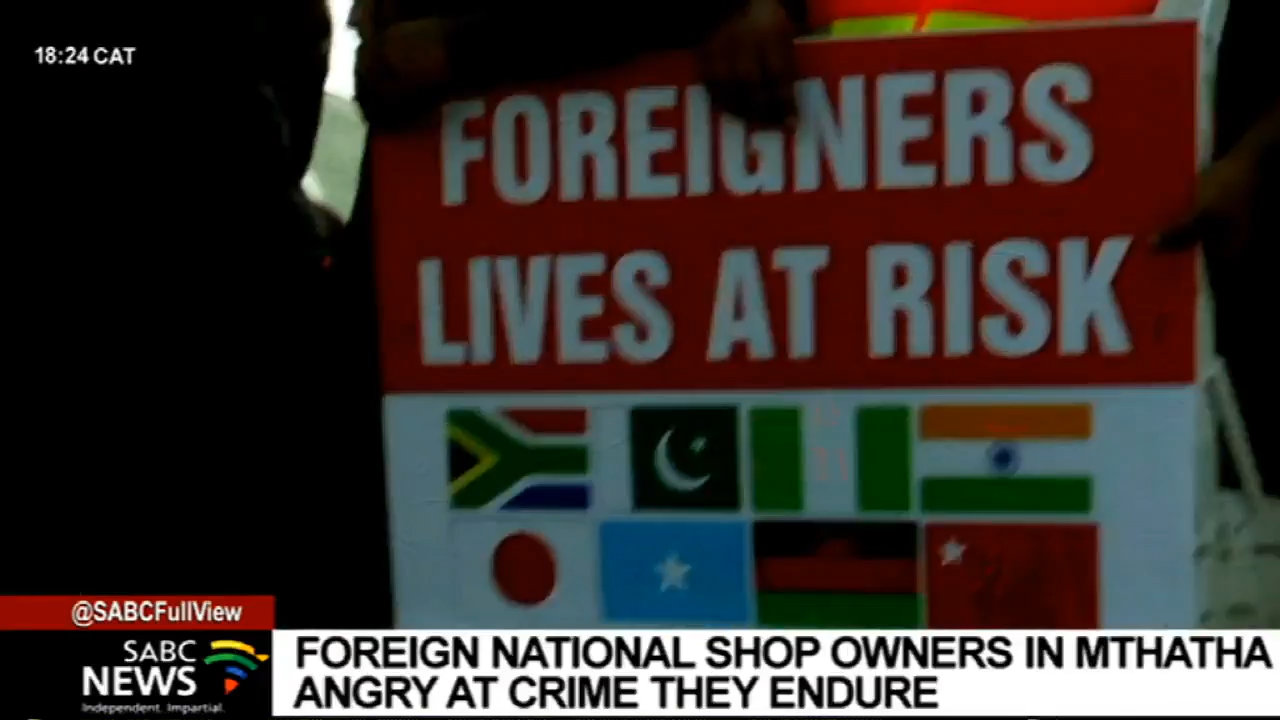 18:24 CAT
FOREIGNERS
LIVES AT RISK
@SABCFullView
SABC
NEWS
Independent. Impartial.
FOREIGN NATIONAL SHOP OWNERS IN MTHATHA
ANGRY AT CRIME THEY ENDURE